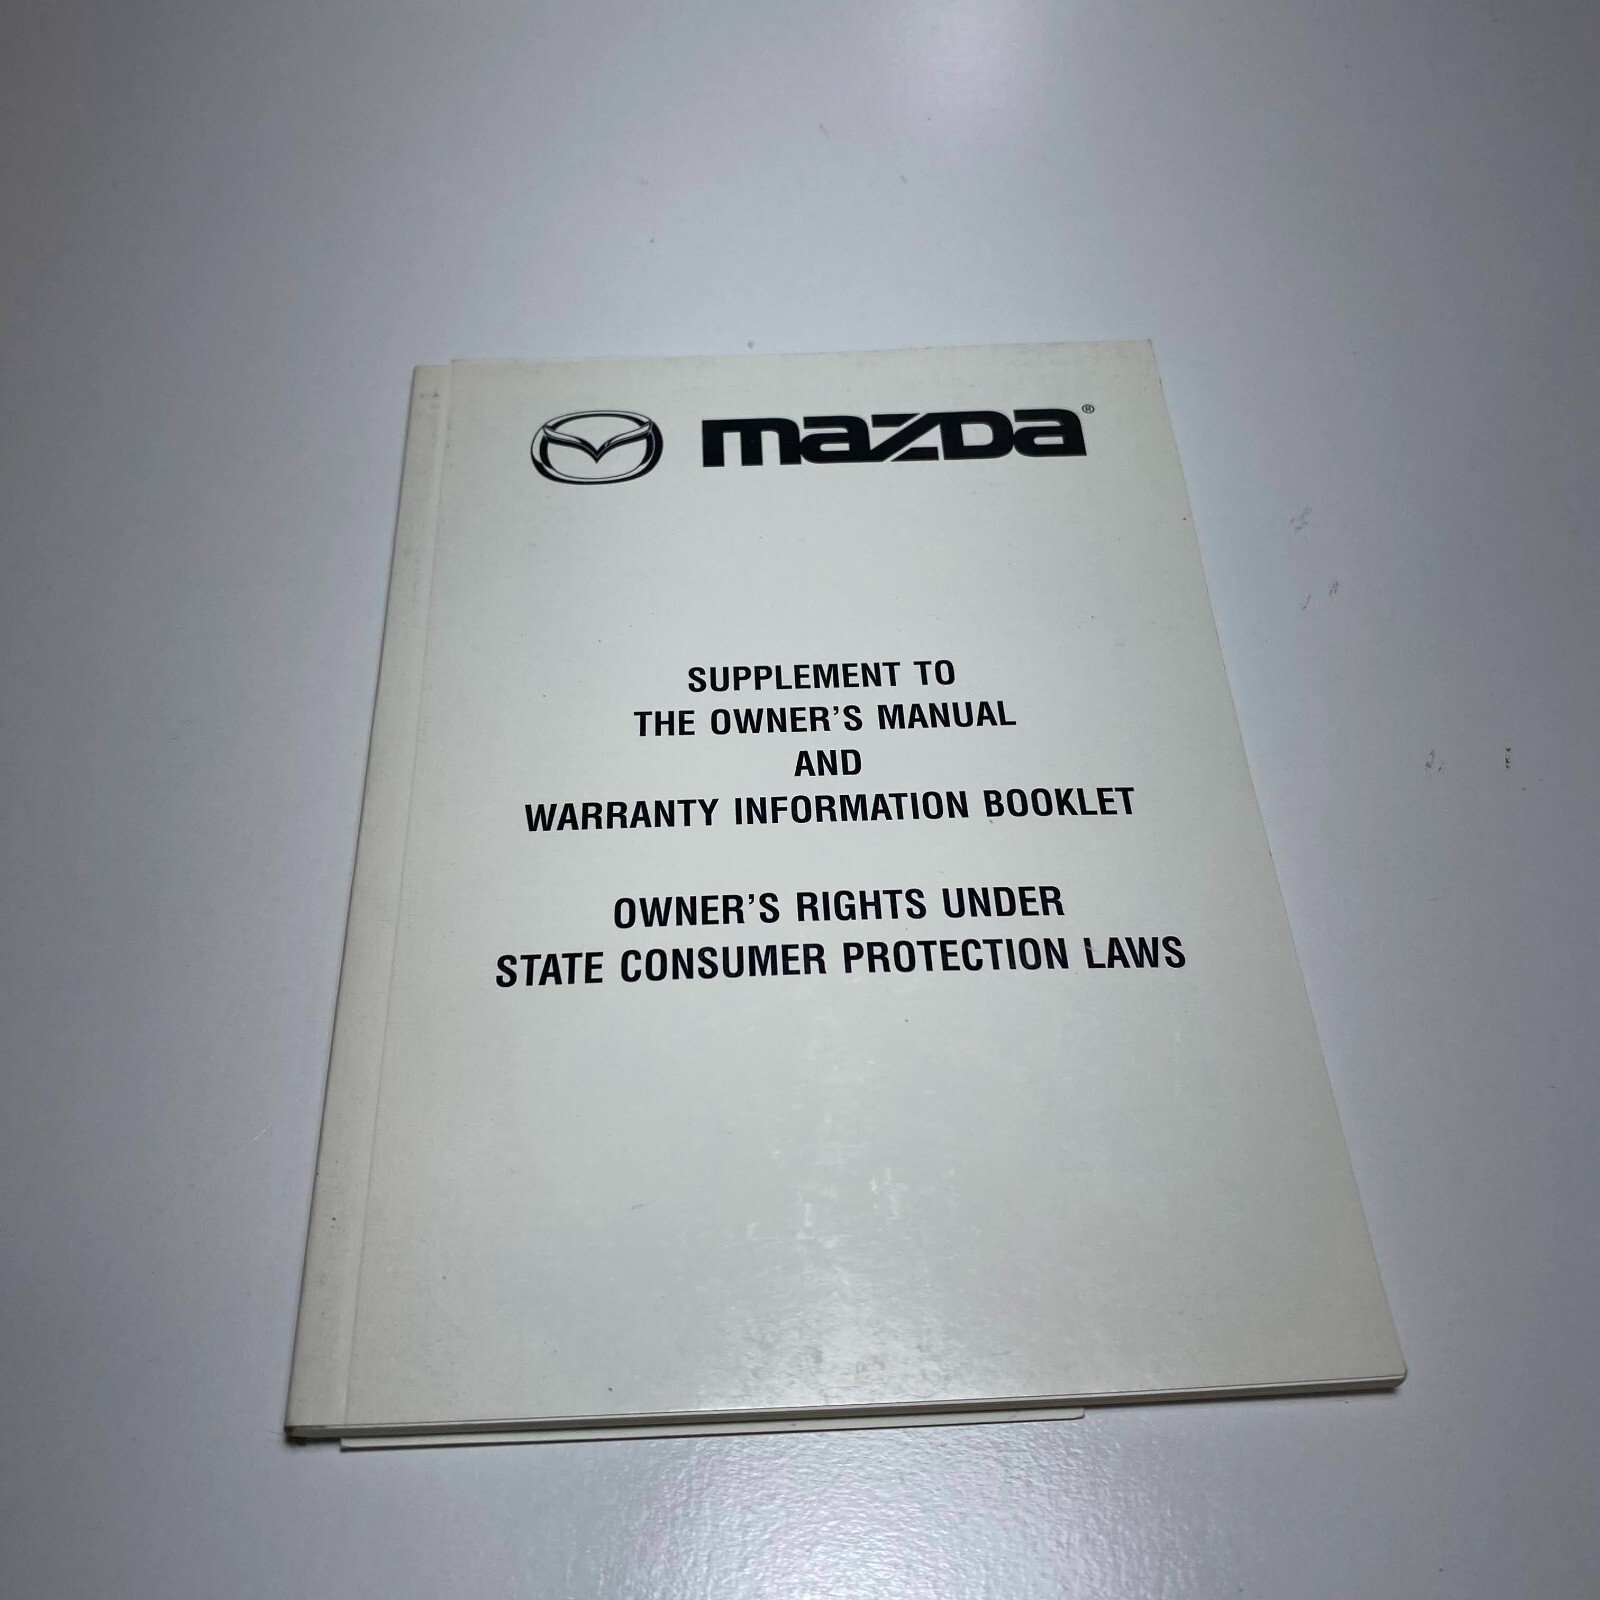 mazda®
SUPPLEMENT TO
THE OWNER'S MANUAL
AND
WARRANTY INFORMATION BOOKLET
OWNER'S RIGHTS UNDER
STATE CONSUMER PROTECTION LAWS